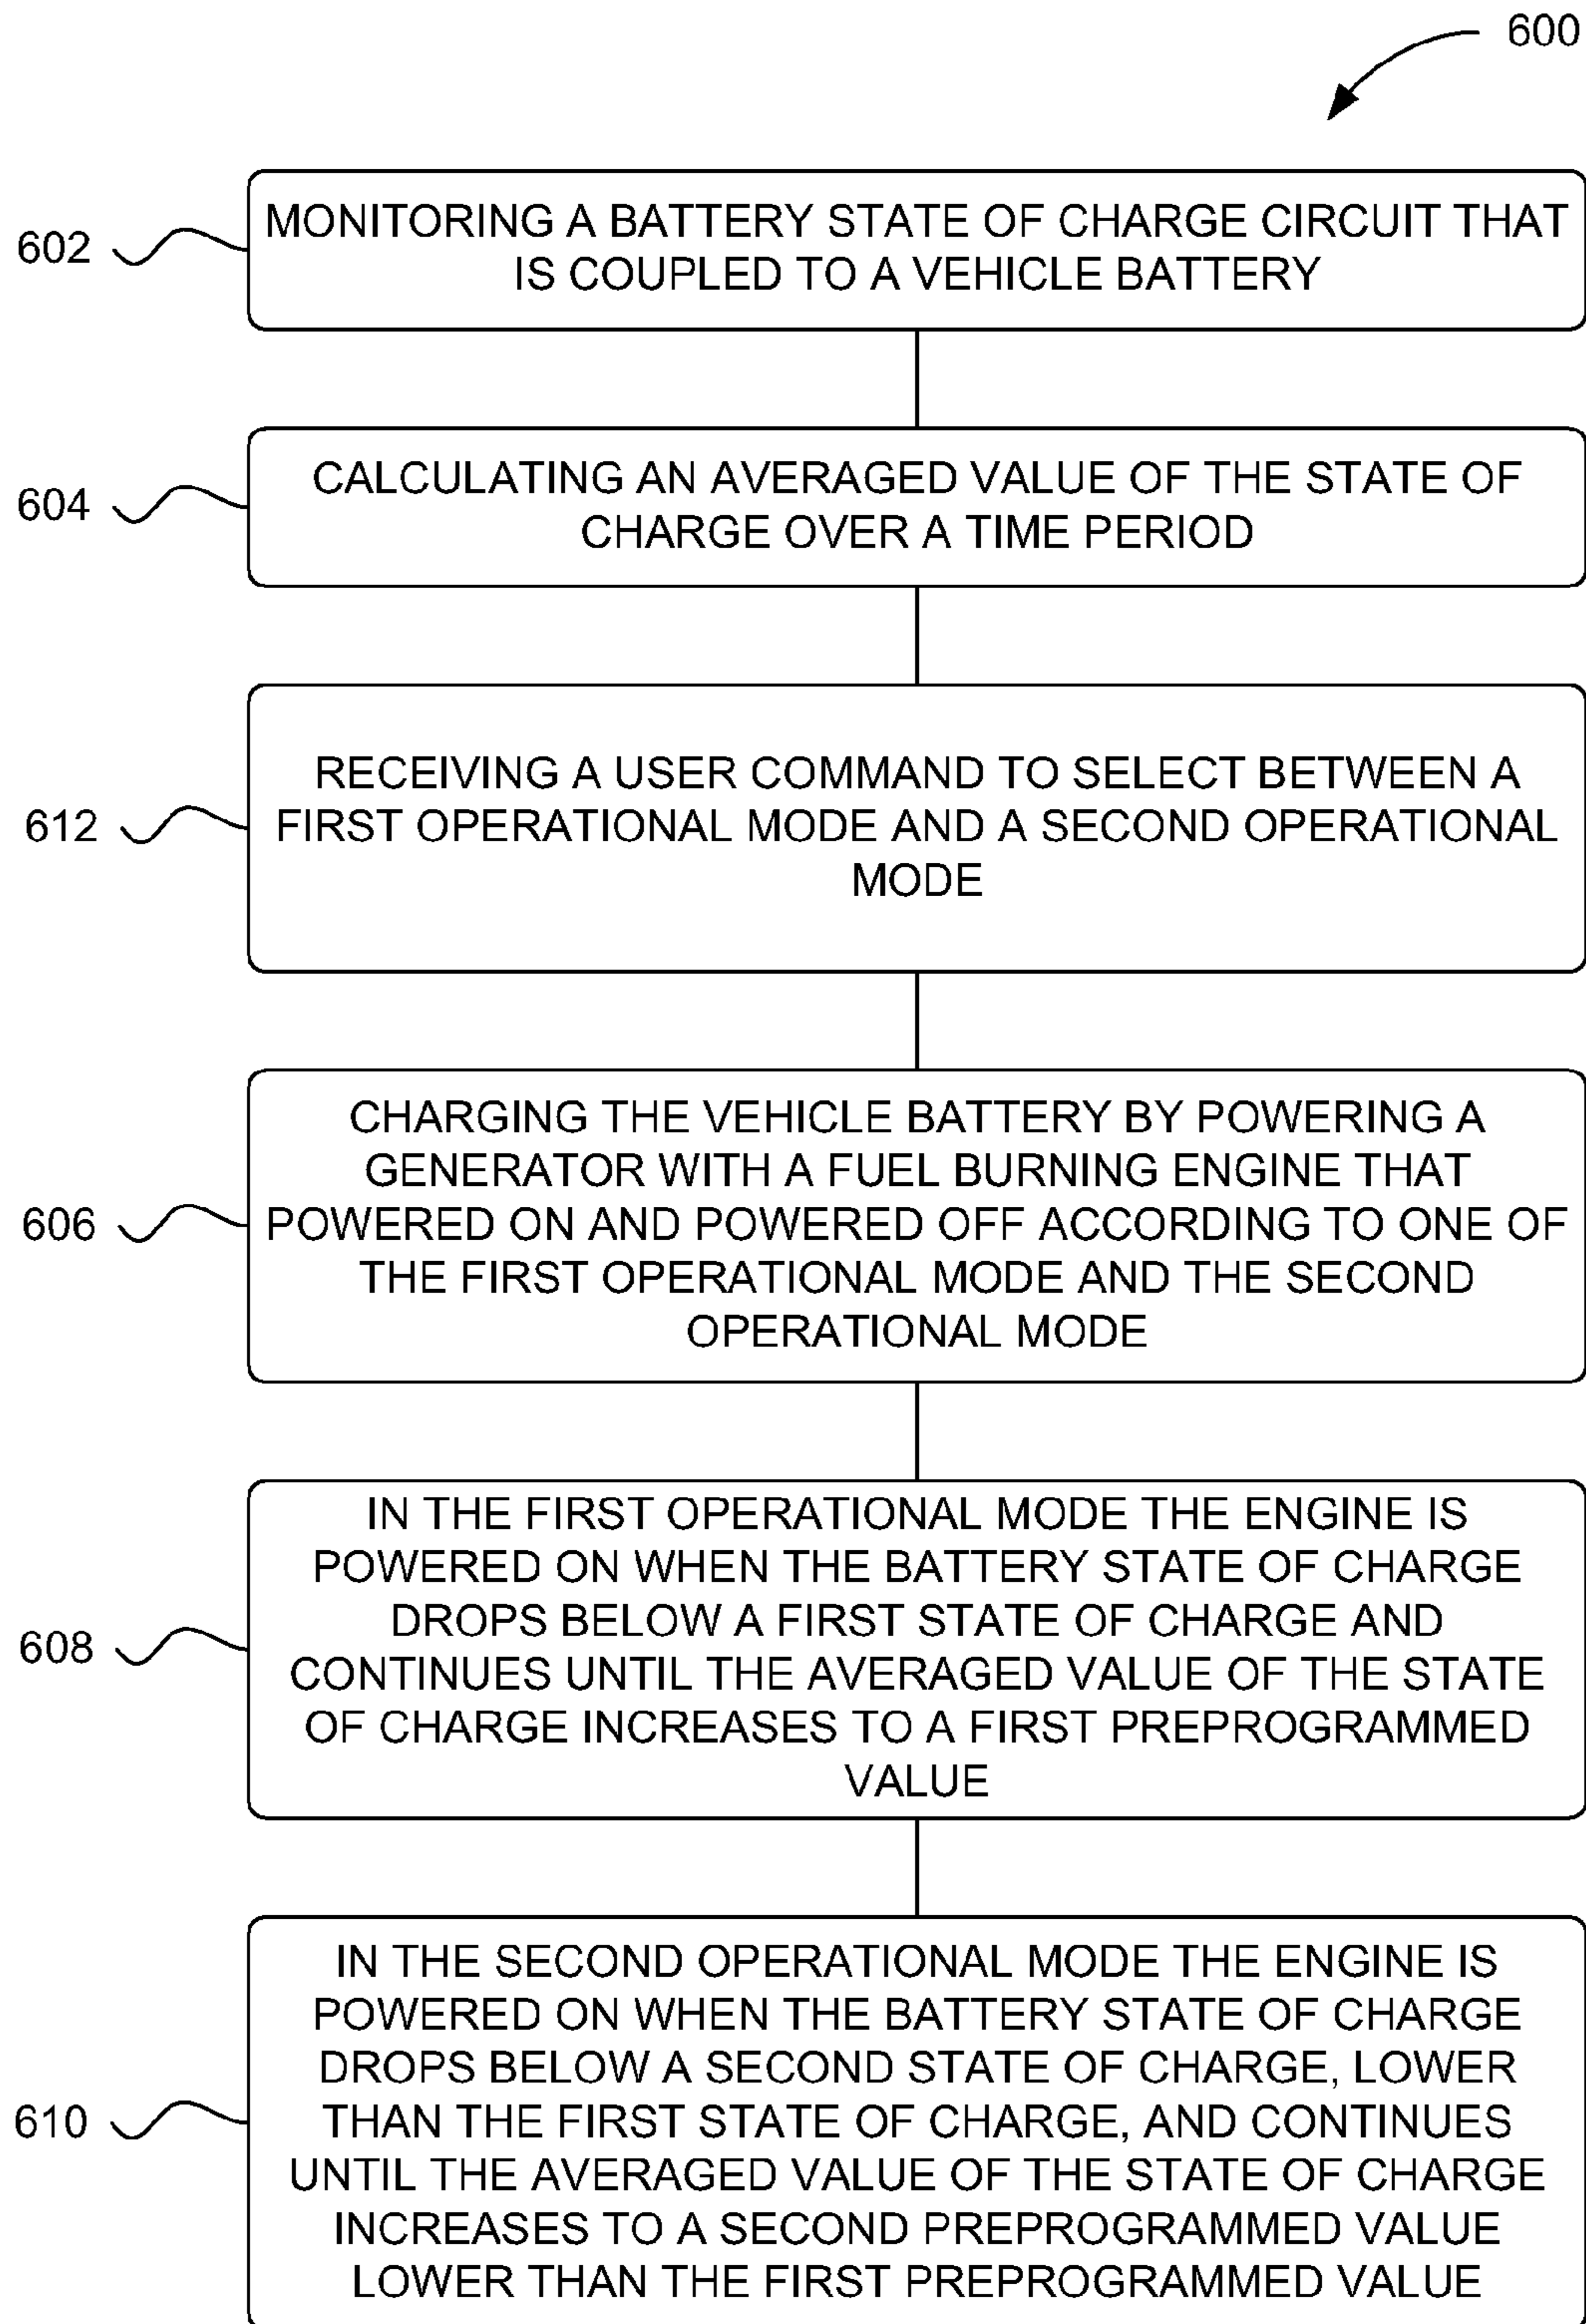 600
602
MONITORING A BATTERY STATE OF CHARGE CIRCUIT THAT
IS COUPLED TO A VEHICLE BATTERY
604
CALCULATING AN AVERAGED VALUE OF THE STATE OF
CHARGE OVER A TIME PERIOD
612
RECEIVING A USER COMMAND TO SELECT BETWEEN A
FIRST OPERATIONAL MODE AND A SECOND OPERATIONAL
MODE
606
CHARGING THE VEHICLE BATTERY BY POWERING A
GENERATOR WITH A FUEL BURNING ENGINE THAT
POWERED ON AND POWERED OFF ACCORDING TO ONE OF
THE FIRST OPERATIONAL MODE AND THE SECOND
OPERATIONAL MODE
608
IN THE FIRST OPERATIONAL MODE THE ENGINE IS
POWERED ON WHEN THE BATTERY STATE OF CHARGE
DROPS BELOW A FIRST STATE OF CHARGE AND
CONTINUES UNTIL THE AVERAGED VALUE OF THE STATE
OF CHARGE INCREASES TO A FIRST PREPROGRAMMED
VALUE
610
IN THE SECOND OPERATIONAL MODE THE ENGINE IS
POWERED ON WHEN THE BATTERY STATE OF CHARGE
DROPS BELOW A SECOND STATE OF CHARGE, LOWER
THAN THE FIRST STATE OF CHARGE, AND CONTINUES
UNTIL THE AVERAGED VALUE OF THE STATE OF CHARGE
INCREASES TO A SECOND PREPROGRAMMED VALUE
LOWER THAN THE FIRST PREPROGRAMMED VALUE